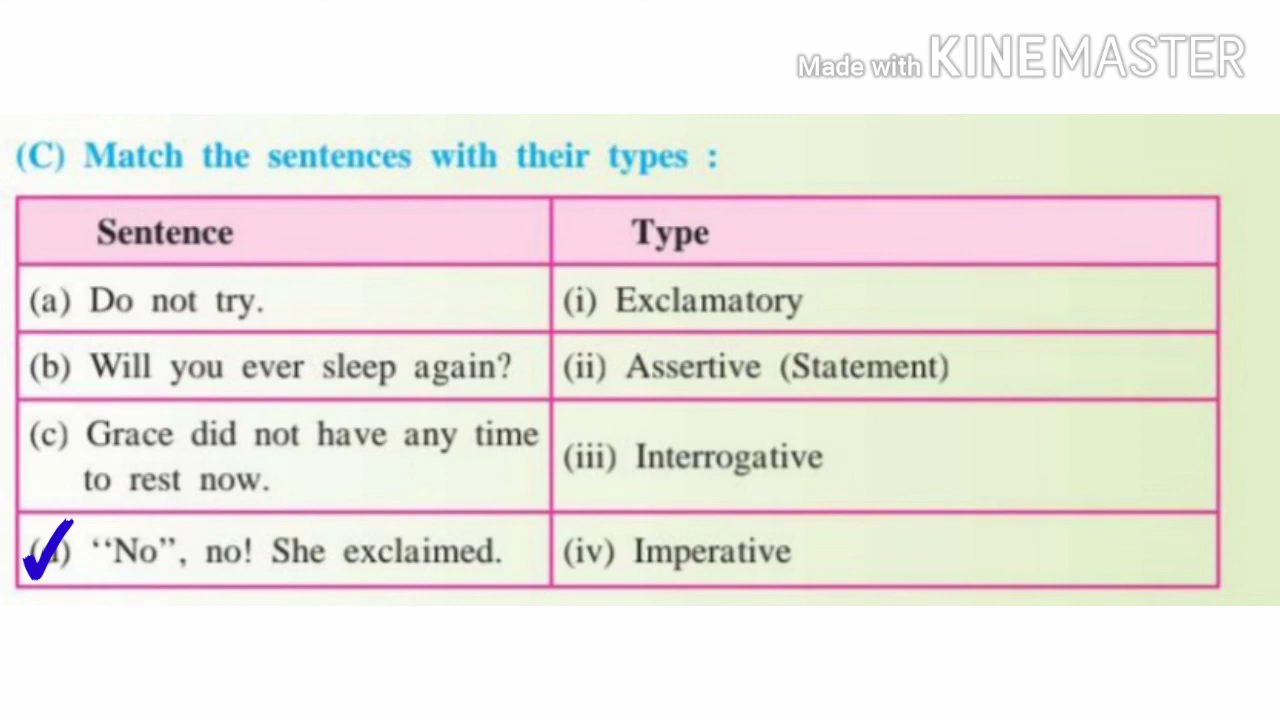 Made with KINEMASTER
(C) Match the sentences with their types :
Sentence Type
(a) Do not try. (i) Exclamatory
(b) Will you ever sleep again? (ii) Assertive (Statement)
(c) Grace did not have any time
to rest now. (iii) Interrogative
“No”, no! She exclaimed. (iv) Imperative